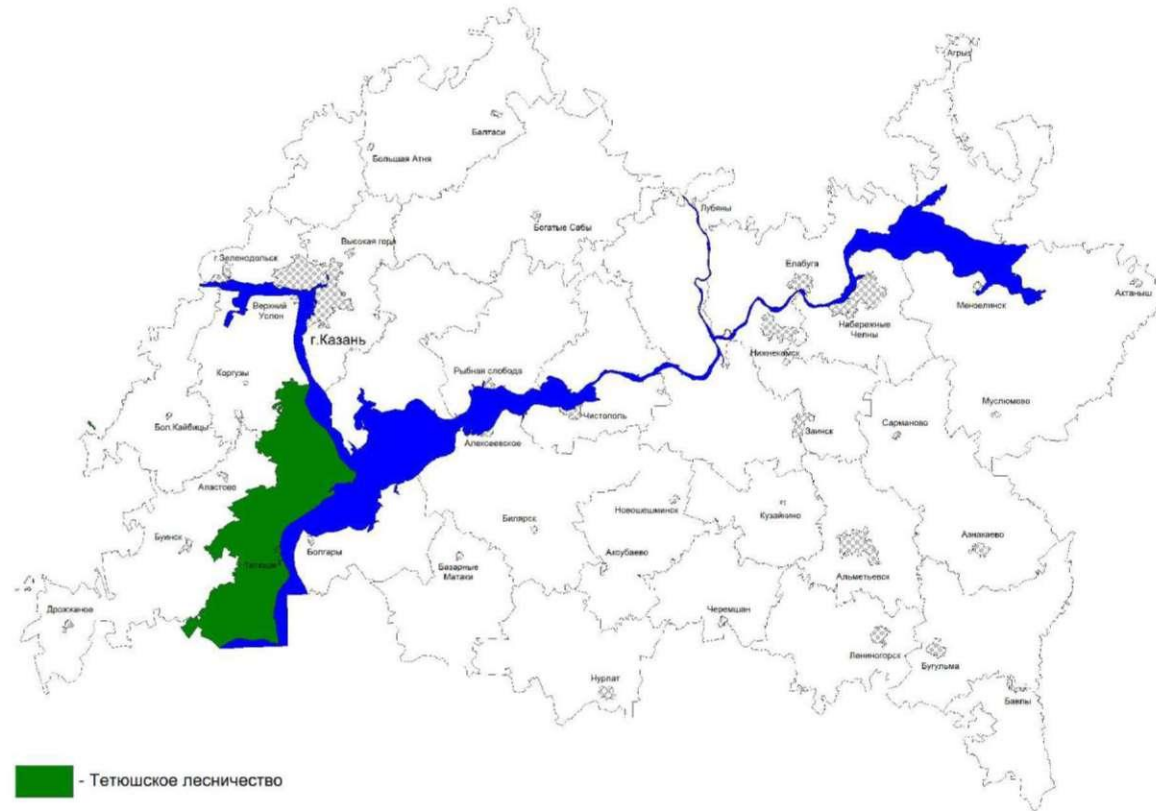 Агрыз
Балтаси
Большая Атня
Лубяны
Богатые Сабы
Высокая гора
г.Зеленодольск
Елабуга
Актаныш
Мензелинск
Верхний
Услон
Набережные
Челны
г.Казань
Нижнекамск
Рыбная слобода
Коргузы
Муслюмово
Бол.Кайбицы
Чистополь
Заинск
Сарманово
Алексеевское
Апастово
Новошешминск
Кузайкино
Билярск
Буинск
Болгары
Азнакаево
Тетюши
Базарные
Матаки
Аксубаево
Альметьевск
Дрожжаное
Черемшан
Лениногорск
Бугульма
Нурлат
Бавлы
- Тетюшское лесничество